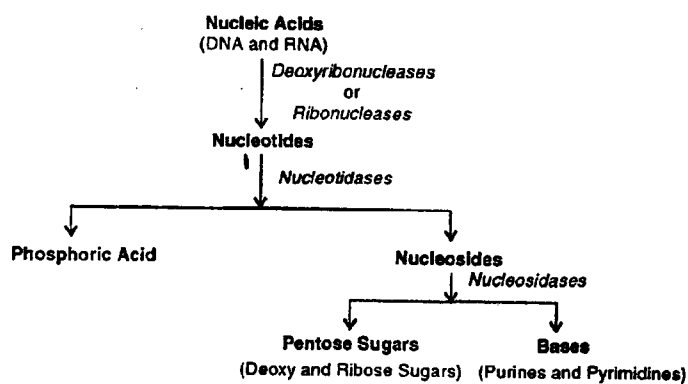 Nucleic Acids
(DNA and RNA)
Deoxyribonucleases
or
Ribonucleases
Nucleotides
Nucleotidases
Phosphoric Acid
Nucleosides
Nucleosidases
Pentose Sugars
Bases
(Deoxy and Ribose Sugars)
(Purines and Pyrimidines)